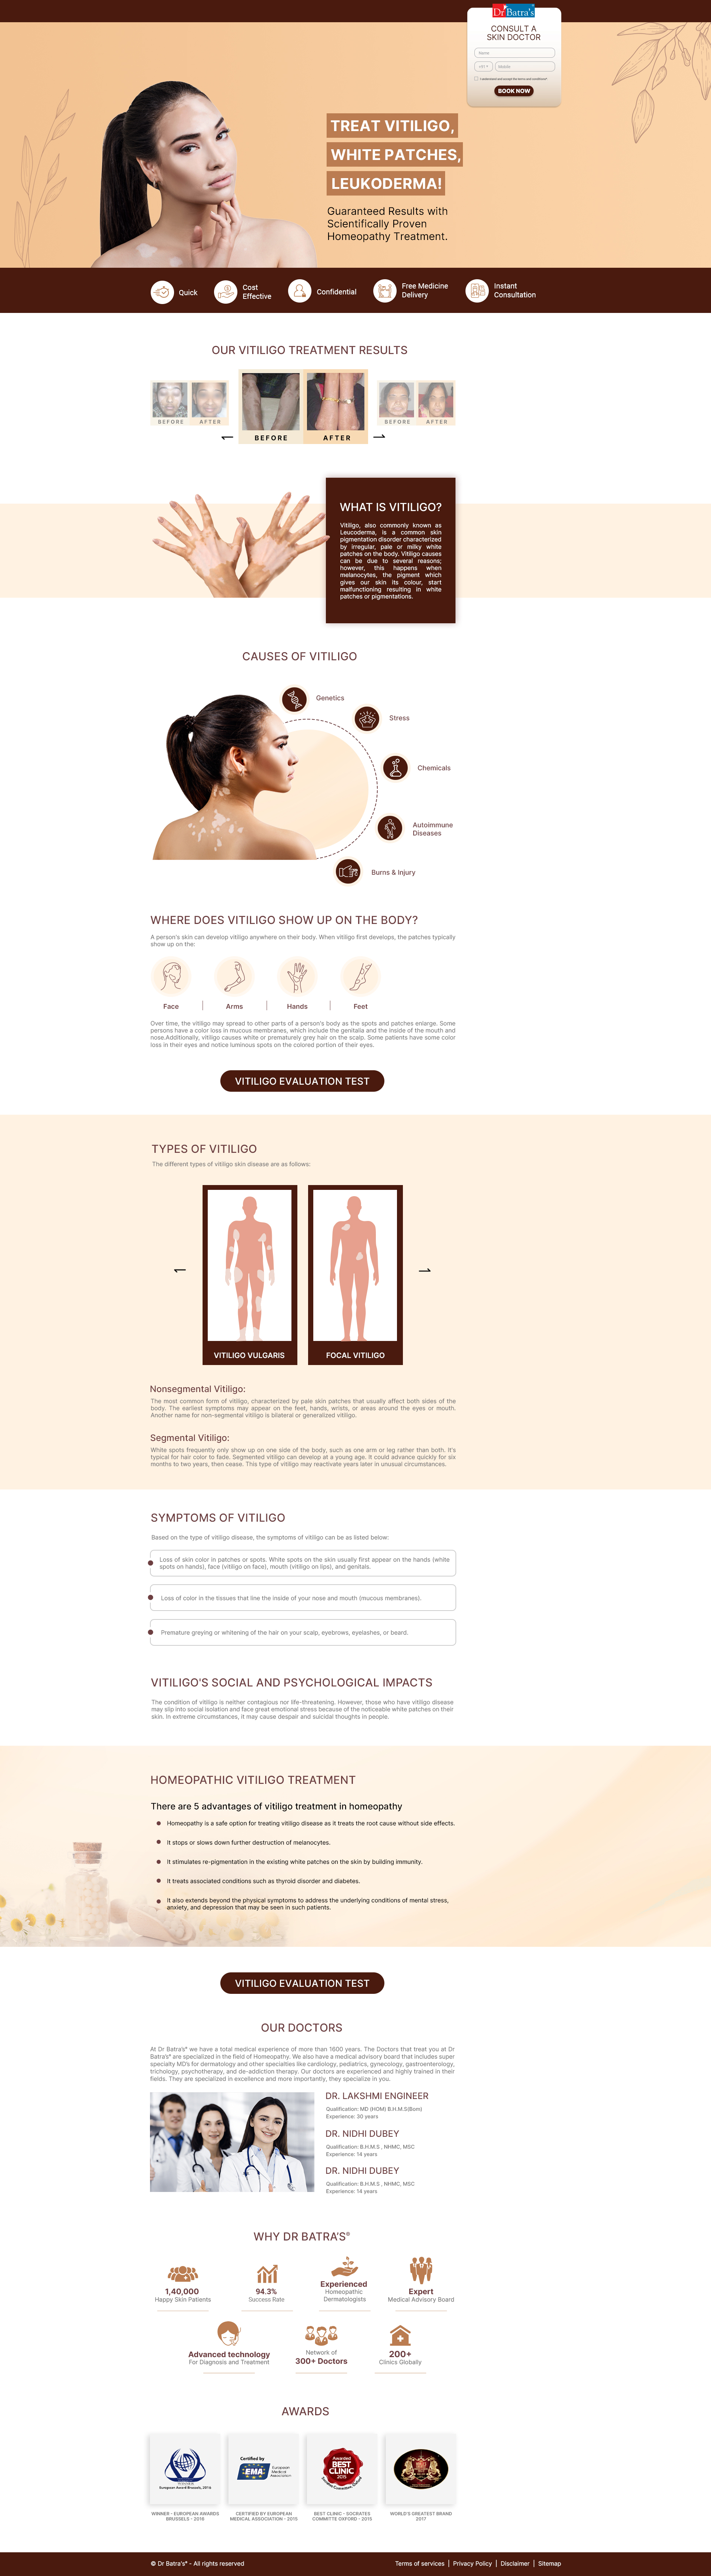 Dr Batra's
CONSULT A
SKIN DOCTOR
Name
+91
Mobile
I understand and accept the terms and conditions*
BOOK NOW
TREAT VITILIGO,
WHITE PATCHES,
LEUKODERMA!
Guaranteed Results with
Scientifically Proven
Homeopathy Treatment.
Quick
Cost
Effective
Confidential
Free Medicine
Delivery
Instant
Consultation
OUR VITILIGO TREATMENT RESULTS
BEFORE AFTER
BEFORE AFTER
BEFORE AFTER
WHAT IS VITILIGO?
Vitiligo, also commonly known as
Leucoderma, is a common skin
pigmentation disorder characterized
by irregular, pale or milky white
patches on the body. Vitiligo causes
can be due to several reasons;
however, this happens when
melanocytes, the pigment which
gives our skin its colour, start
malfunctioning resulting in white
patches or pigmentations.
CAUSES OF VITILIGO
Genetics
Stress
Chemicals
Autoimmune
Diseases
Burns & Injury
WHERE DOES VITILIGO SHOW UP ON THE BODY?
A person's skin can develop vitiligo anywhere on their body. When vitiligo first develops, the patches typically
show up on the:
Face | Arms | Hands | Feet
Over time, the vitiligo may spread to other parts of a person's body as the spots and patches enlarge. Some
persons have a color loss in mucous membranes, which include the genitalia and the inside of the mouth and
nose.Additionally, vitiligo causes white or prematurely grey hair on the scalp. Some patients have some color
loss in their eyes and notice luminous spots on the colored portion of their eyes.
VITILIGO EVALUATION TEST
TYPES OF VITILIGO
The different types of vitiligo skin disease are as follows:
VITILIGO VULGARIS
FOCAL VITILIGO
Nonsegmental Vitiligo:
The most common form of vitiligo, characterized by pale skin patches that usually affect both sides of the
body. The earliest symptoms may appear on the feet, hands, wrists, or areas around the eyes or mouth.
Another name for non-segmental vitiligo is bilateral or generalized vitiligo.
Segmental Vitiligo:
White spots frequently only show up on one side of the body, such as one arm or leg rather than both. It's
typical for hair color to fade. Segmented vitiligo can develop at a young age. It could advance quickly for six
months to two years, then cease. This type of vitiligo may reactivate years later in unusual circumstances.
SYMPTOMS OF VITILIGO
Based on the type of vitiligo disease, the symptoms of vitiligo can be as listed below:
Loss of skin color in patches or spots. White spots on the skin usually first appear on the hands (white
spots on hands), face (vitiligo on face), mouth (vitiligo on lips), and genitals.
Loss of color in the tissues that line the inside of your nose and mouth (mucous membranes).
Premature greying or whitening of the hair on your scalp, eyebrows, eyelashes, or beard.
VITILIGO'S SOCIAL AND PSYCHOLOGICAL IMPACTS
The condition of vitiligo is neither contagious nor life-threatening. However, those who have vitiligo disease
may slip into social isolation and face great emotional stress because of the noticeable white patches on their
skin. In extreme circumstances, it may cause despair and suicidal thoughts in people.
HOMEOPATHIC VITILIGO TREATMENT
There are 5 advantages of vitiligo treatment in homeopathy
Homeopathy is a safe option for treating vitiligo disease as it treats the root cause without side effects.
It stops or slows down further destruction of melanocytes.
It stimulates re-pigmentation in the existing white patches on the skin by building immunity.
It treats associated conditions such as thyroid disorder and diabetes.
It also extends beyond the physical symptoms to address the underlying conditions of mental stress,
anxiety, and depression that may be seen in such patients.
VITILIGO EVALUATION TEST
OUR DOCTORS
At Dr Batra's® we have a total medical experience of more than 1600 years. The Doctors that treat you at Dr
Batra's® are specialized in the field of Homeopathy. We also have a medical advisory board that includes super
specialty MD's for dermatology and other specialties like cardiology, pediatrics, gynecology, gastroenterology,
trichology, psychotherapy, and de-addiction therapy. Our doctors are experienced and highly trained in their
fields. They are specialized in excellence and more importantly, they specialize in you.
DR. LAKSHMI ENGINEER
Qualification: MD (HOM) B.H.M.S(Bom)
Experience: 30 years
DR. NIDHI DUBEY
Qualification: B.H.M.S , NHMC, MSC
Experience: 14 years
DR. NIDHI DUBEY
Qualification: B.H.M.S , NHMC, MSC
Experience: 14 years
WHY DR BATRA'S®
1,40,000
Happy Skin Patients
94.3%
Success Rate
Experienced
Homeopathic
Dermatologists
Expert
Medical Advisory Board
Advanced technology
For Diagnosis and Treatment
Network of
300+ Doctors
200+
Clinics Globally
AWARDS
European Award Brussels, 2016
Certified by
EMA
European
Medical
Association
Awarded
BEST
CLINIC
2015
WINNER - EUROPEAN AWARDS
BRUSSELS - 2016
CERTIFIED BY EUROPEAN
MEDICAL ASSOCIATION - 2015
BEST CLINIC - SOCRATES
COMMITTE OXFORD - 2015
WORLD'S GREATEST BRAND
2017
© Dr Batra's® - All rights reserved
Terms of services | Privacy Policy | Disclaimer | Sitemap